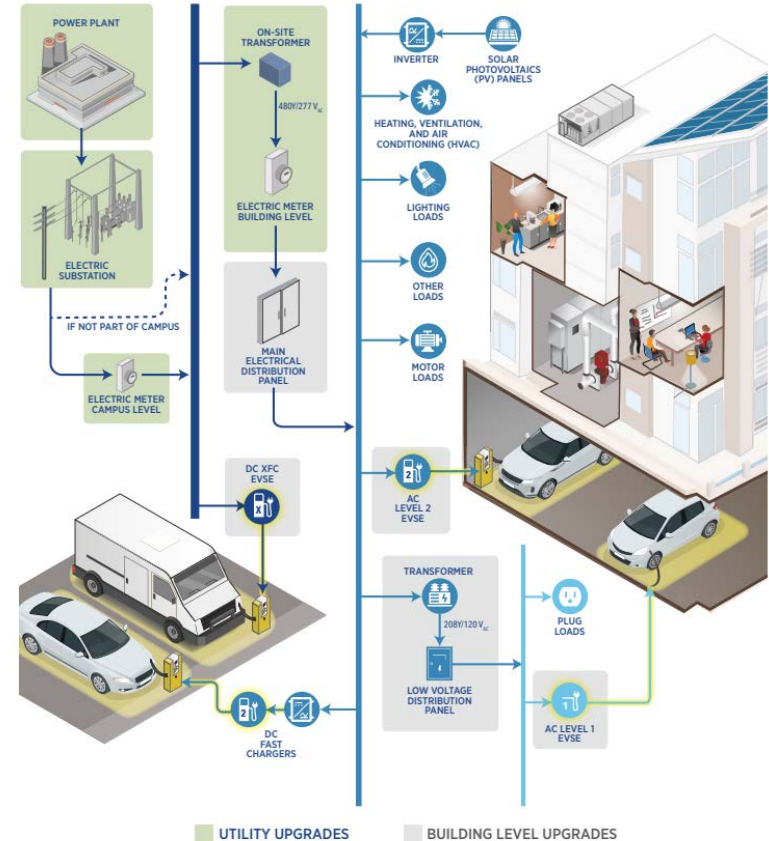 POWER PLANT
ELECTRIC
SUBSTATION
IF NOT PART OF CAMPUS
ELECTRIC METER
CAMPUS LEVEL
ON-SITE
TRANSFORMER
480Y/277 VAC
ELECTRIC METER
BUILDING LEVEL
MAIN
ELECTRICAL
DISTRIBUTION
PANEL
DC XFC
EVSE
X
INVERTER
SOLAR
PHOTOVOLTAICS
(PV) PANELS
HEATING, VENTILATION,
AND AIR
CONDITIONING (HVAC)
LIGHTING
LOADS
OTHER
LOADS
MOTOR
LOADS
2
AC
LEVEL 2
EVSE
TRANSFORMER
208Y/120 VAC
LOW VOLTAGE
DISTRIBUTION
PANEL
PLUG
LOADS
1
AC LEVEL 1
EVSE
2
DC
FAST
CHARGERS
UTILITY UPGRADES
BUILDING LEVEL UPGRADES